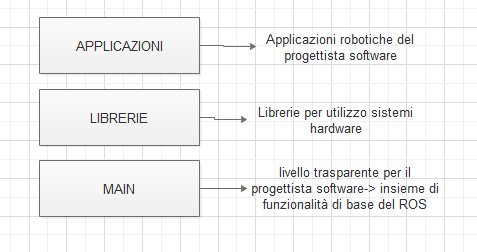 APPLICAZIONI
Applicazioni robotiche del
progettista software
LIBRERIE
Librerie per utilizzo sistemi
hardware
MAIN
livello trasparente per il
progettista software-> insieme di
funzionalità di base del ROS